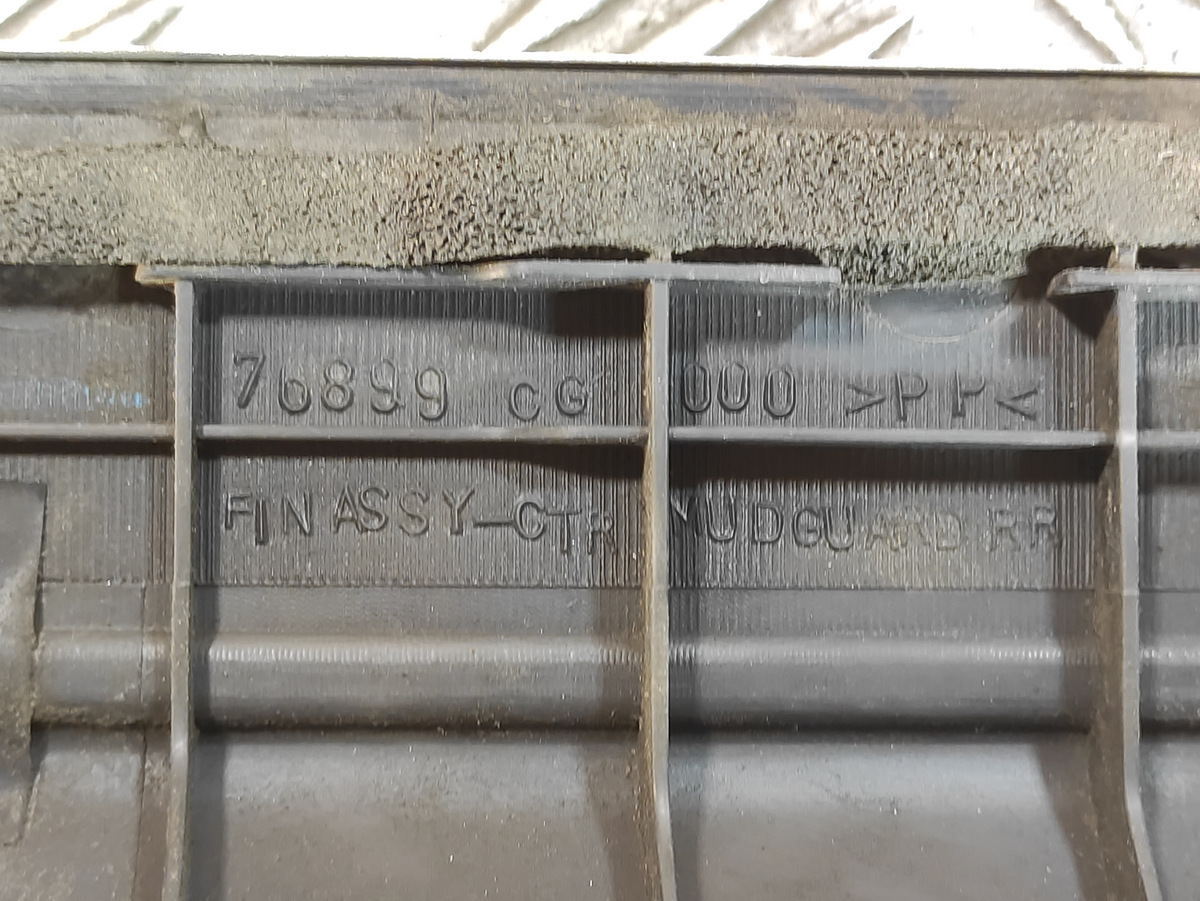 76899 CG 000 >PP<
FIN ASSY-CTR MUDGUARD RR